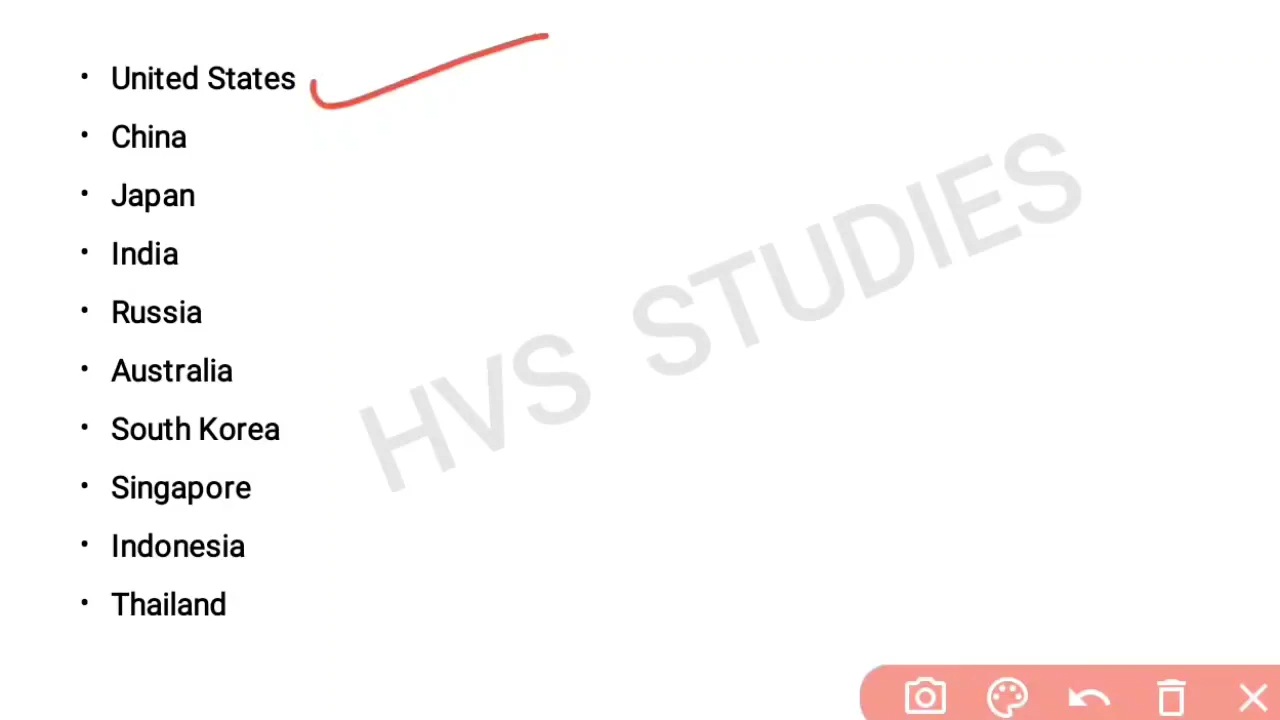 • United States
• China
• Japan
• India
• Russia
• Australia
• South Korea
• Singapore
• Indonesia
• Thailand
HVS STUDIES